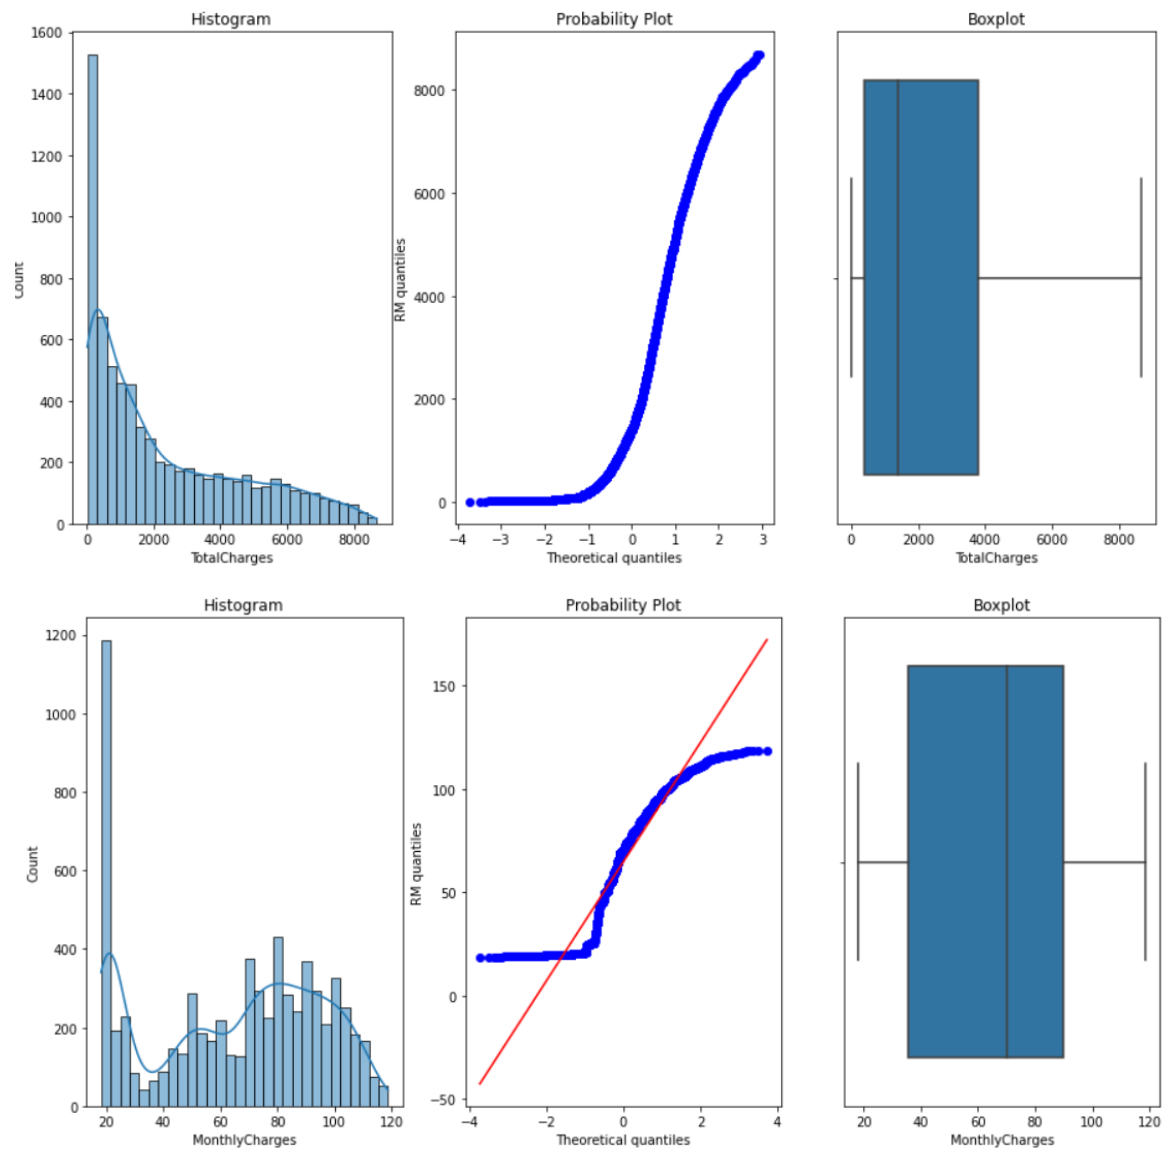 Histogram
Probability Plot
Boxplot
1600
1400
1200
1000
800
600
400
200
0
Count
0 2000 4000 6000 8000
TotalCharges
8000
6000
4000
2000
0
RM quantiles
−4 −3 −2 −1 0 1 2 3
Theoretical quantiles
0 2000 4000 6000 8000
TotalCharges
Histogram
Probability Plot
Boxplot
1200
1000
800
600
400
200
0
Count
20 40 60 80 100 120
MonthlyCharges
150
100
50
0
−50
RM quantiles
−4 −2 0 2 4
Theoretical quantiles
20 40 60 80 100 120
MonthlyCharges